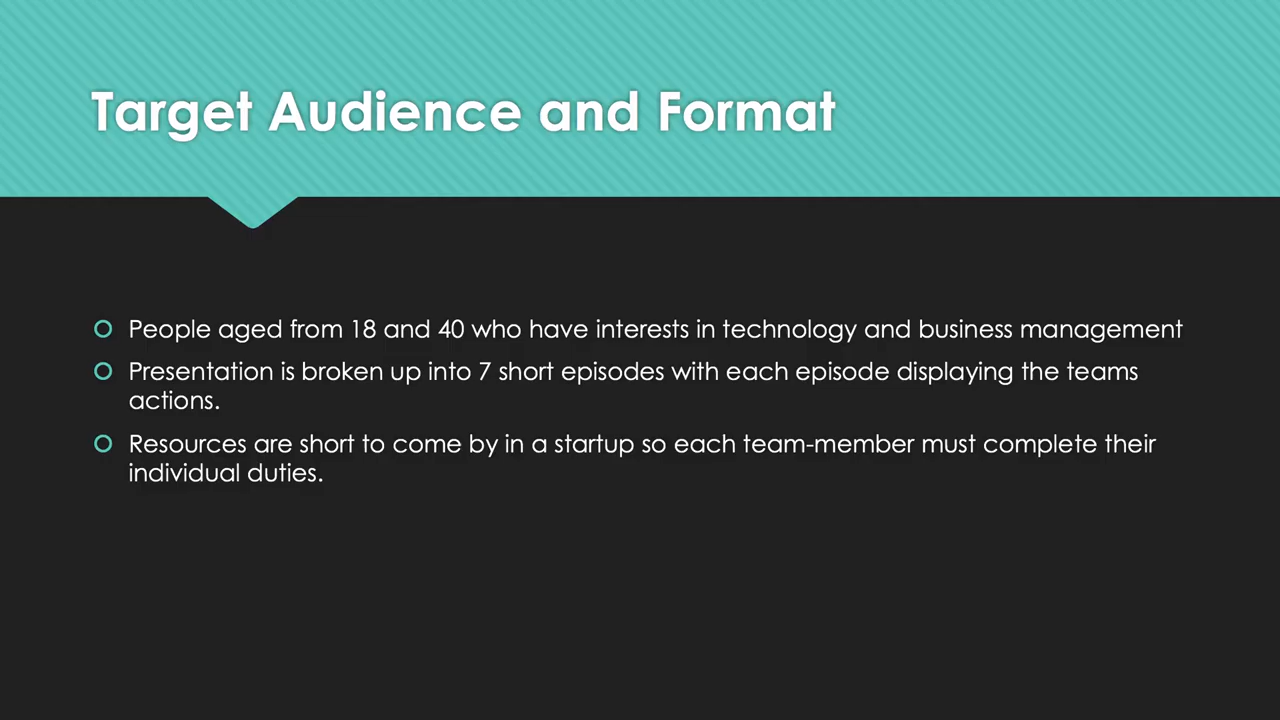 Target Audience and Format
People aged from 18 and 40 who have interests in technology and business management
Presentation is broken up into 7 short episodes with each episode displaying the teams
actions.
Resources are short to come by in a startup so each team-member must complete their
individual duties.